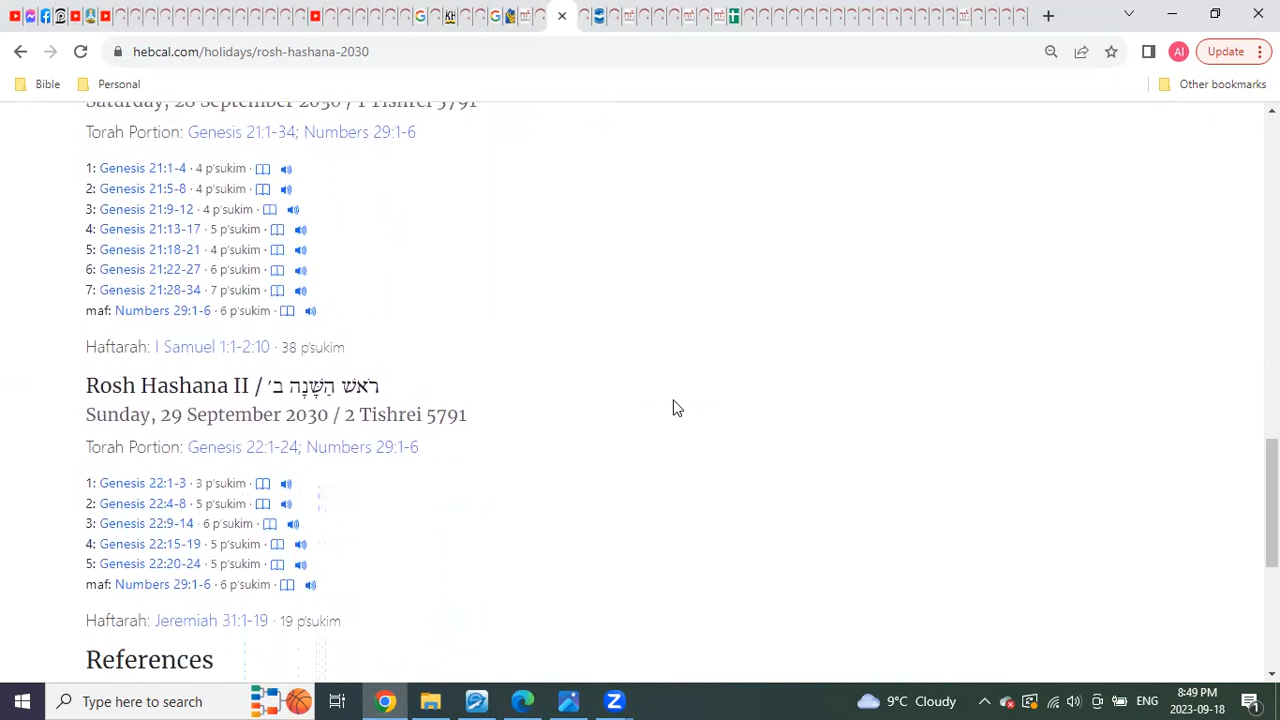 hebcal.com/holidays/rosh-hashana-2030
Update
Bible
Personal
Other bookmarks
Saturday, 28 September 2030 / 1 Tishrei 5791
Torah Portion: Genesis 21:1-34; Numbers 29:1-6
1: Genesis 21:1-4 · 4 p'sukim ·
2: Genesis 21:5-8 · 4 p'sukim ·
3: Genesis 21:9-12 · 4 p'sukim ·
4: Genesis 21:13-17 · 5 p'sukim ·
5: Genesis 21:18-21 · 4 p'sukim ·
6: Genesis 21:22-27 · 6 p'sukim ·
7: Genesis 21:28-34 · 7 p'sukim ·
maf: Numbers 29:1-6 · 6 p'sukim ·
Haftarah: I Samuel 1:1-2:10 · 38 p'sukim
Rosh Hashana II / רֹאשׁ הַשָּׁנָה ב׳
Sunday, 29 September 2030 / 2 Tishrei 5791
Torah Portion: Genesis 22:1-24; Numbers 29:1-6
1: Genesis 22:1-3 · 3 p'sukim ·
2: Genesis 22:4-8 · 5 p'sukim ·
3: Genesis 22:9-14 · 6 p'sukim ·
4: Genesis 22:15-19 · 5 p'sukim ·
5: Genesis 22:20-24 · 5 p'sukim ·
maf: Numbers 29:1-6 · 6 p'sukim ·
Haftarah: Jeremiah 31:1-19 · 19 p'sukim
References
Type here to search
9°C Cloudy
ENG
8:49 PM
2023-09-18